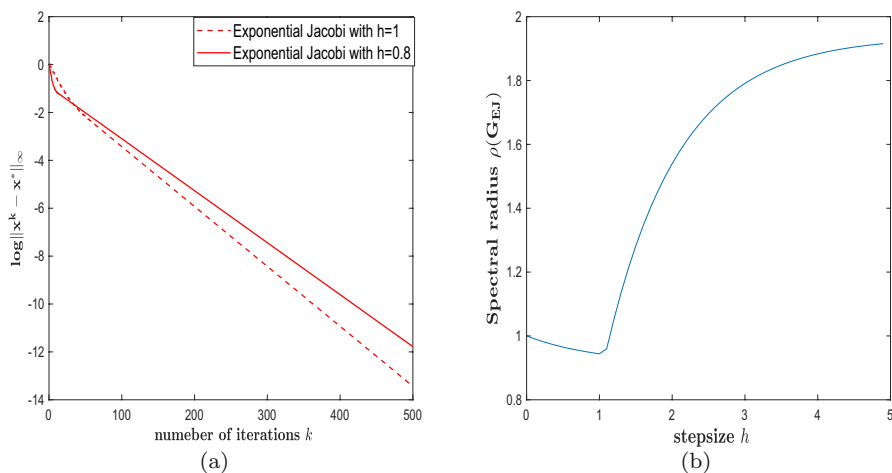 Exponential Jacobi with h=1
Exponential Jacobi with h=0.8
0
-2
-4
-6
-8
-10
-12
-14
0 100 200 300 400 500
log||x^k − x^*||_∞
numeber of iterations k
(a)
2
1.8
1.6
1.4
1.2
1
0.8
0 1 2 3 4 5
Spectral radius ρ(G_EJ)
stepsize h
(b)